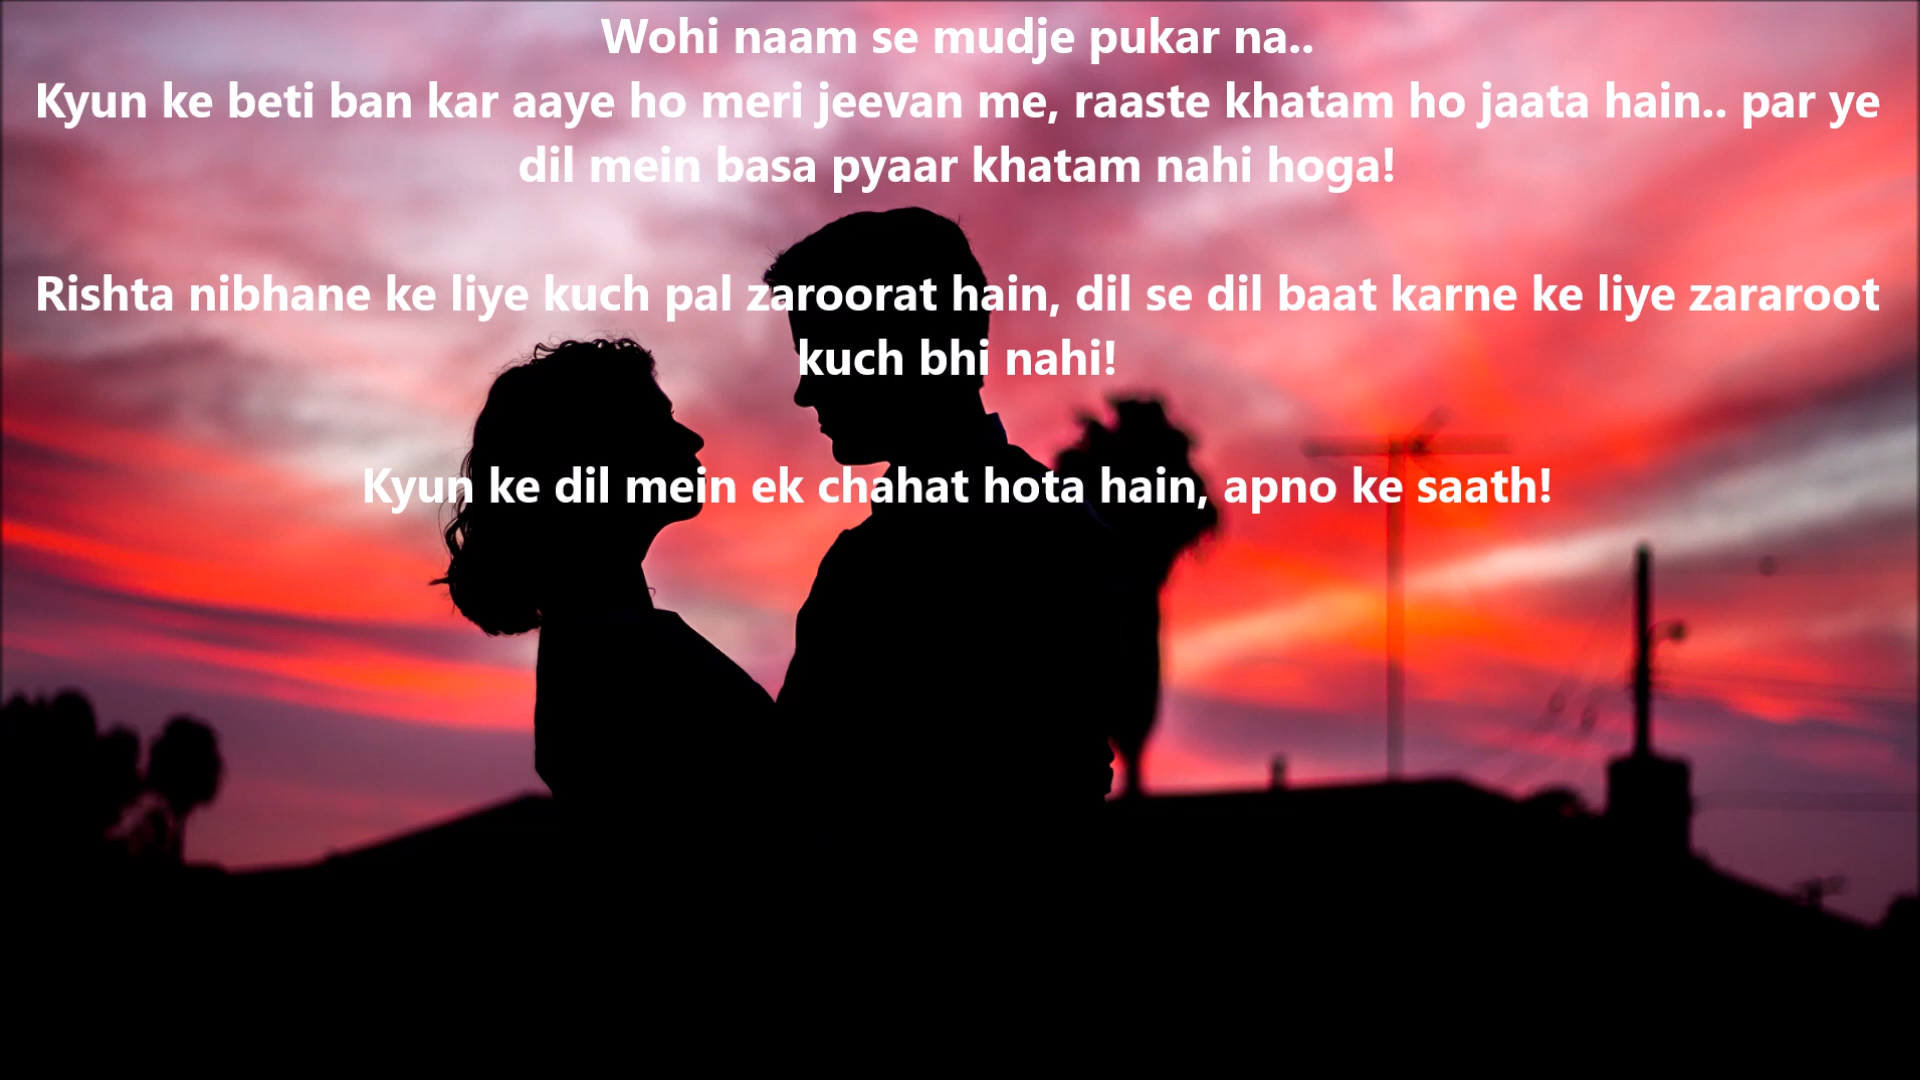 Wohi naam se mudje pukar na..
Kyun ke beti ban kar aaye ho meri jeevan me, raaste khatam ho jaata hain.. par ye
dil mein basa pyaar khatam nahi hoga!
Rishta nibhane ke liye kuch pal zaroorat hain, dil se dil baat karne ke liye zararoot
kuch bhi nahi!
Kyun ke dil mein ek chahat hota hain, apno ke saath!